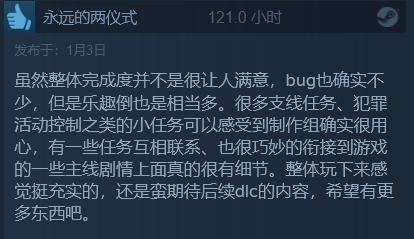 永远的两仪式 121.0 小时
发布于：1月3日
虽然整体完成度并不是很让人满意，bug也确实不
少，但是乐趣倒也是相当多。很多支线任务、犯罪
活动控制之类的小任务可以感受到制作组确实很用
心，有一些任务互相联系、也很巧妙的衔接到游戏
的一些主线剧情上面真的很有细节。整体玩下来感
觉挺充实的，还是蛮期待后续dlc的内容，希望有更
多东西吧。